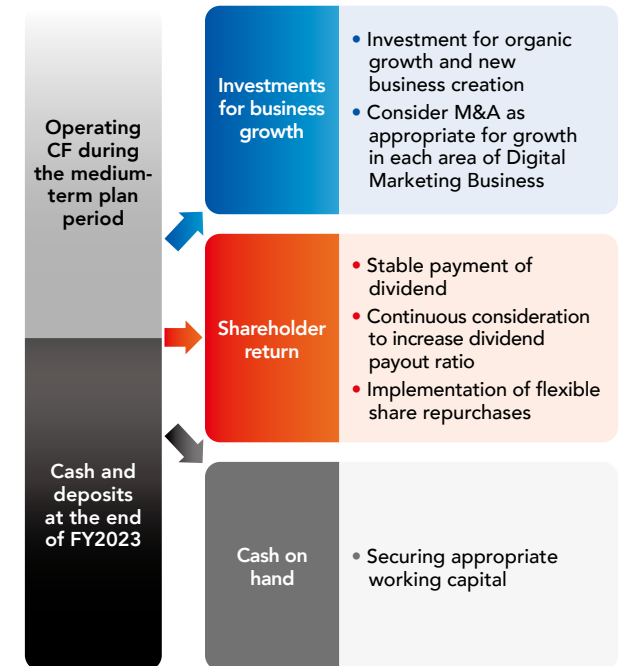 Operating
CF during
the medium-
term plan
period
Cash and
deposits
at the end
of FY2023
Investments
for business
growth
• Investment for organic
growth and new
business creation
• Consider M&A as
appropriate for growth
in each area of Digital
Marketing Business
Shareholder
return
• Stable payment of
dividend
• Continuous consideration
to increase dividend
payout ratio
• Implementation of flexible
share repurchases
Cash on
hand
• Securing appropriate
working capital